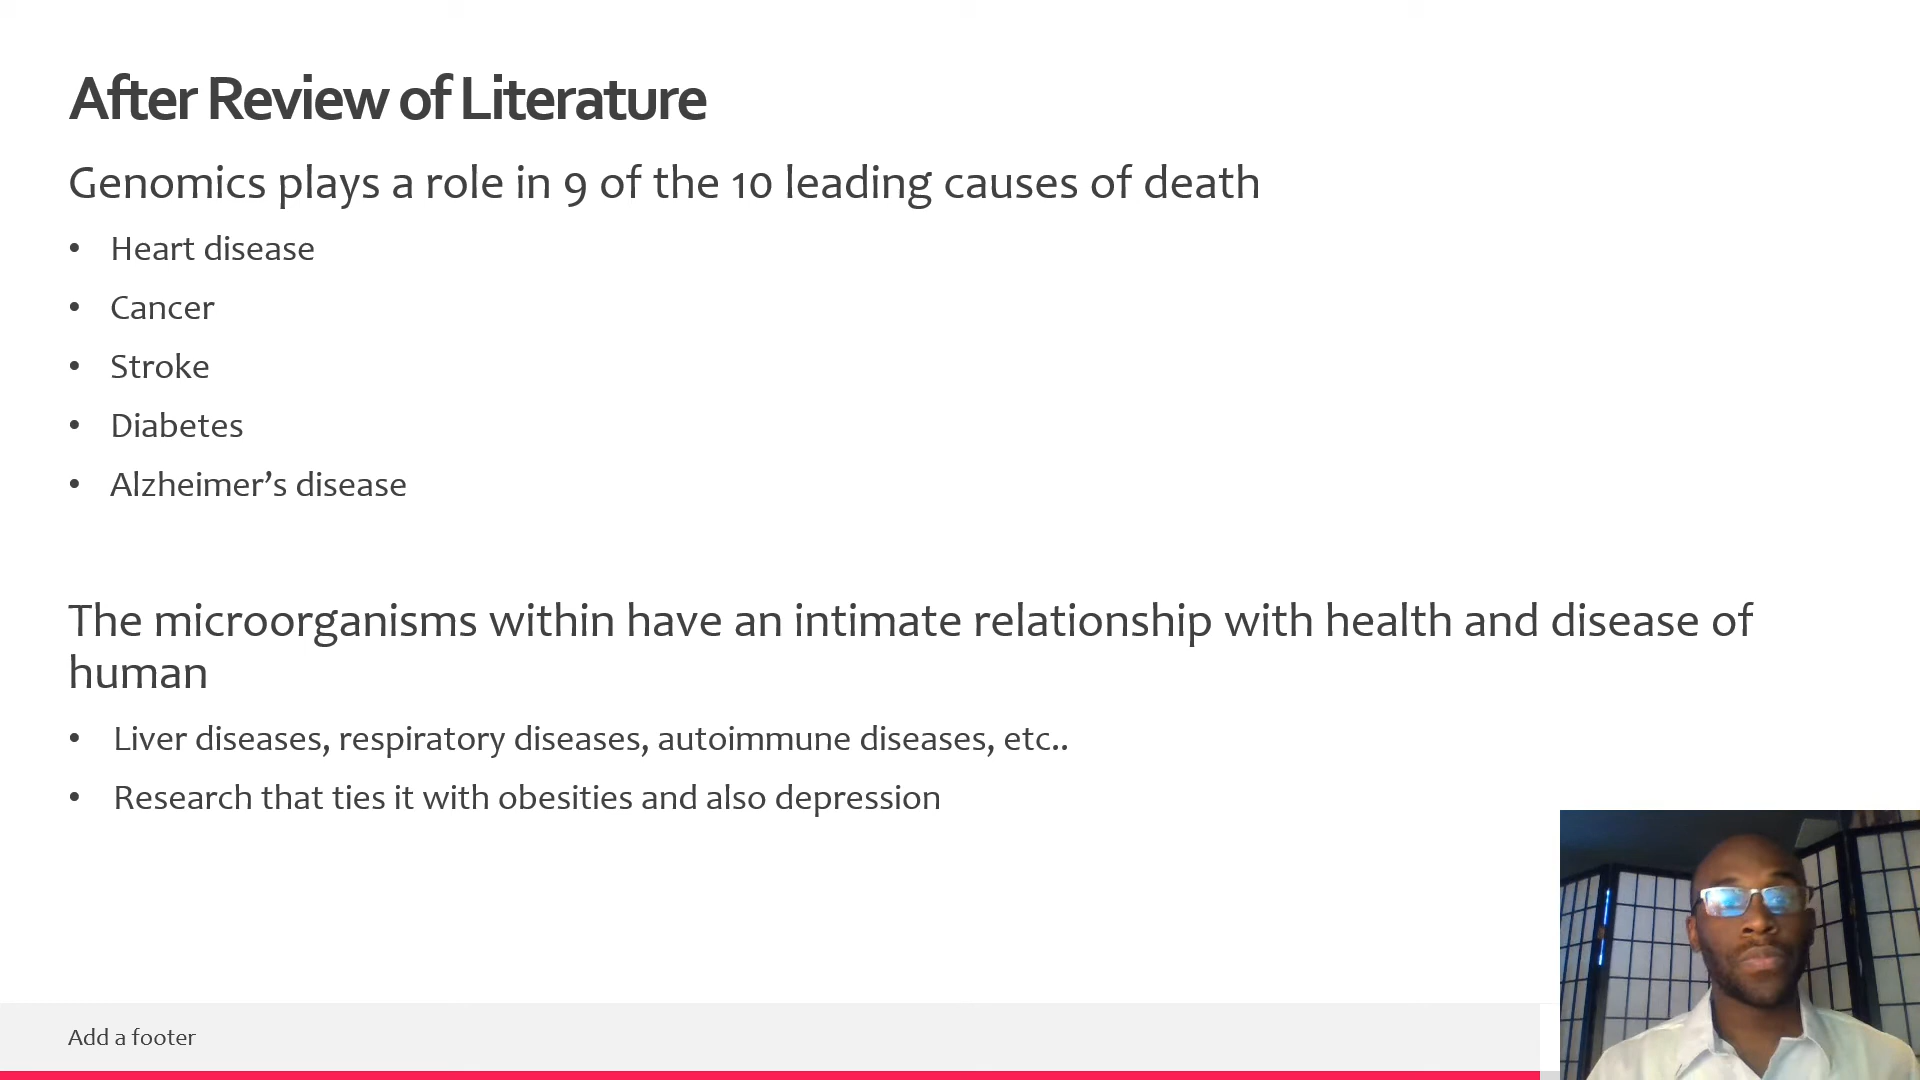 After Review of Literature
Genomics plays a role in 9 of the 10 leading causes of death
• Heart disease
• Cancer
• Stroke
• Diabetes
• Alzheimer’s disease
The microorganisms within have an intimate relationship with health and disease of
human
• Liver diseases, respiratory diseases, autoimmune diseases, etc..
• Research that ties it with obesities and also depression
Add a footer